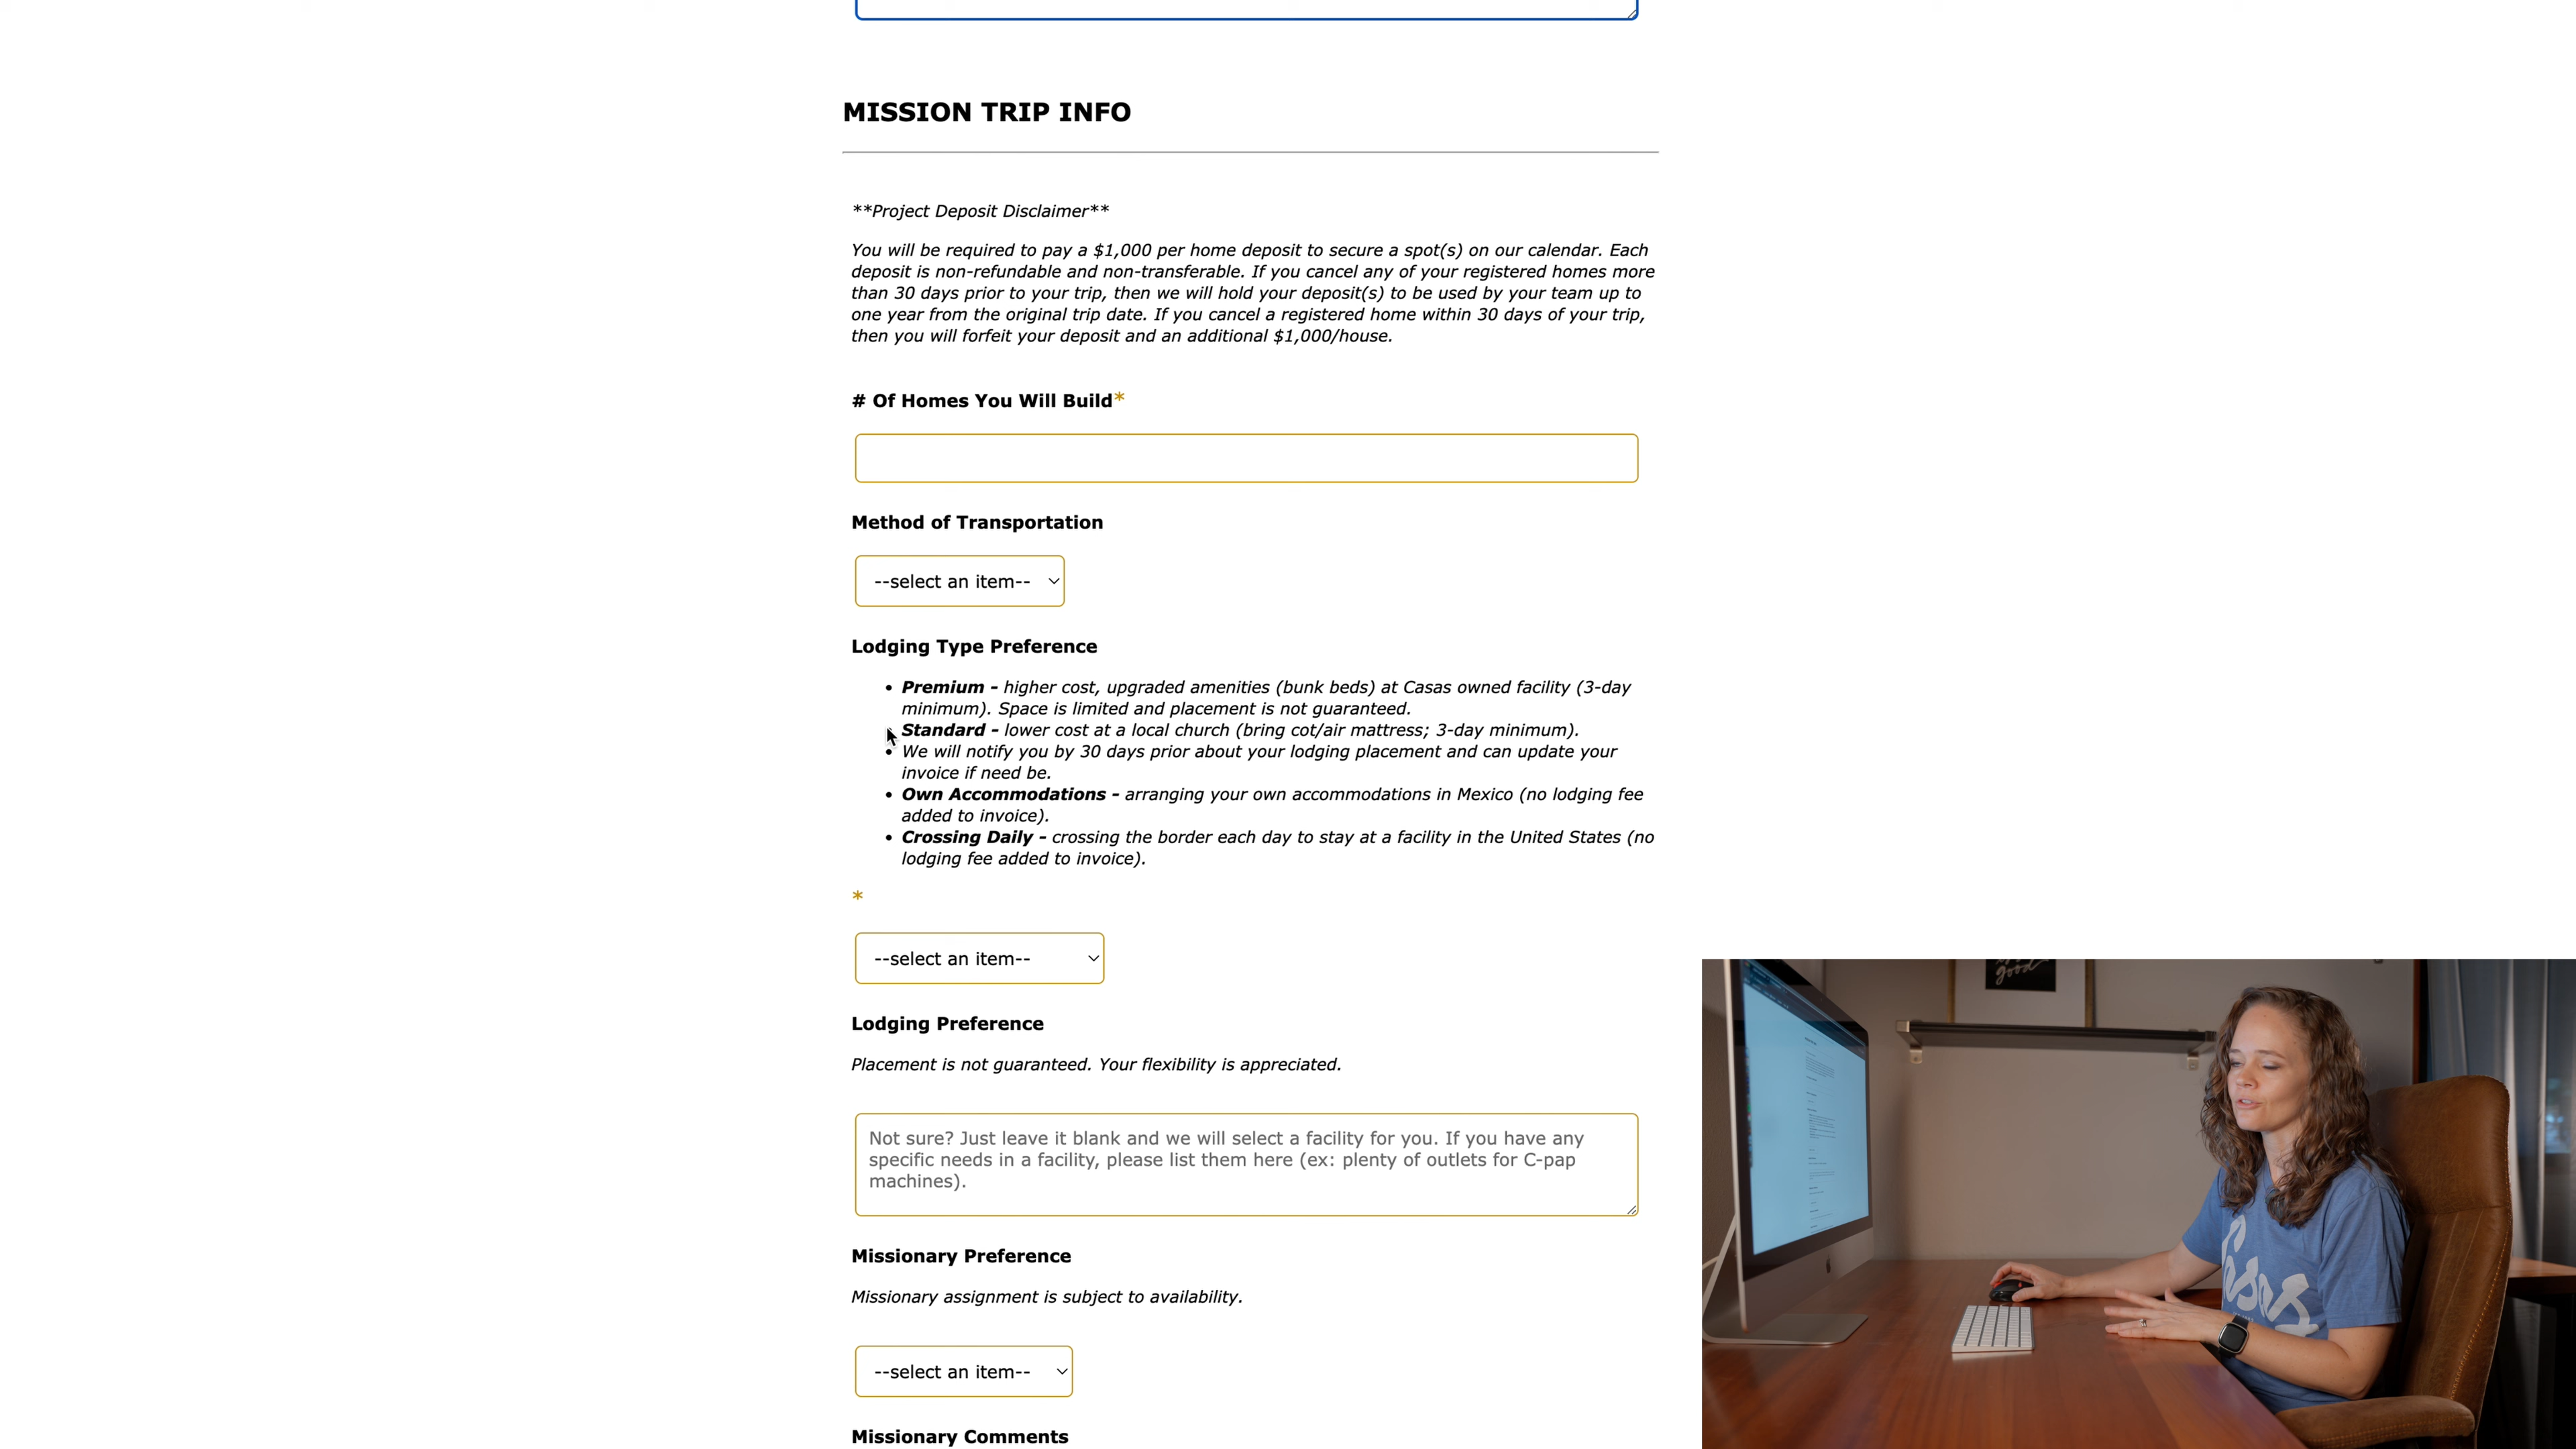 MISSION TRIP INFO
**Project Deposit Disclaimer**
You will be required to pay a $1,000 per home deposit to secure a spot(s) on our calendar. Each
deposit is non-refundable and non-transferable. If you cancel any of your registered homes more
than 30 days prior to your trip, then we will hold your deposit(s) to be used by your team up to
one year from the original trip date. If you cancel a registered home within 30 days of your trip,
then you will forfeit your deposit and an additional $1,000/house.
# Of Homes You Will Build*
Method of Transportation
--select an item--
Lodging Type Preference
• Premium - higher cost, upgraded amenities (bunk beds) at Casas owned facility (3-day
minimum). Space is limited and placement is not guaranteed.
Standard - lower cost at a local church (bring cot/air mattress; 3-day minimum).
• We will notify you by 30 days prior about your lodging placement and can update your
invoice if need be.
• Own Accommodations - arranging your own accommodations in Mexico (no lodging fee
added to invoice).
• Crossing Daily - crossing the border each day to stay at a facility in the United States (no
lodging fee added to invoice).
*
--select an item--
Lodging Preference
Placement is not guaranteed. Your flexibility is appreciated.
Not sure? Just leave it blank and we will select a facility for you. If you have any
specific needs in a facility, please list them here (ex: plenty of outlets for C-pap
machines).
Missionary Preference
Missionary assignment is subject to availability.
--select an item--
Missionary Comments
good